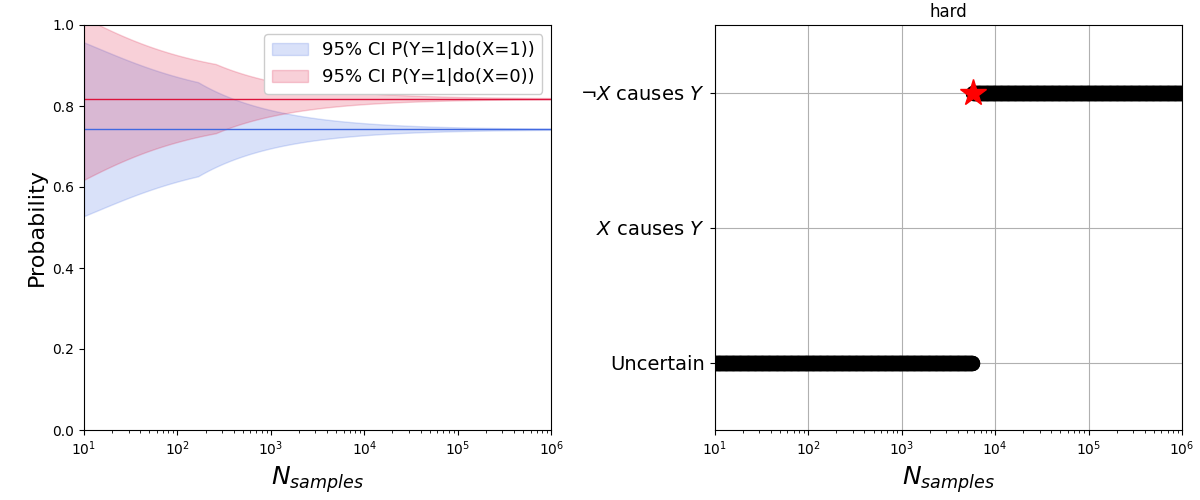 1.0
0.8
0.6
0.4
0.2
0.0
Probability
95% CI P(Y=1|do(X=1))
95% CI P(Y=1|do(X=0))
10¹ 10² 10³ 10⁴ 10⁵ 10⁶
N_samples
hard
¬X causes Y
X causes Y
Uncertain
10¹ 10² 10³ 10⁴ 10⁵ 10⁶
N_samples